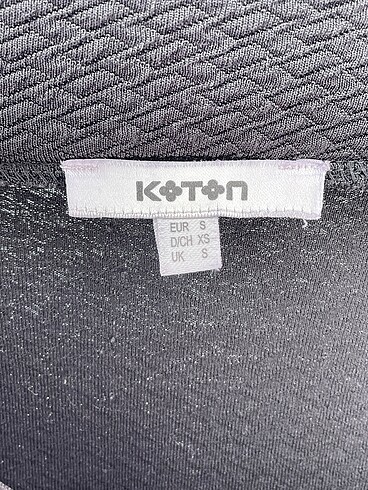 KOTON
EUR S
D/CH XS
UK S